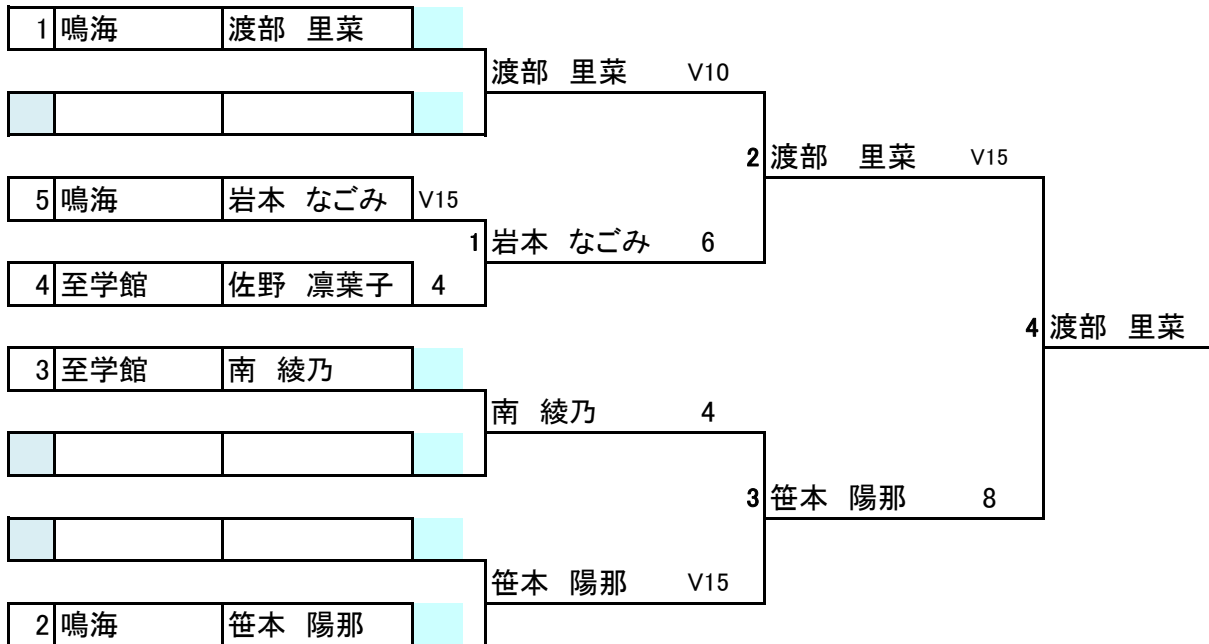 1 鳴海 渡部 里菜
渡部 里菜 V10
2 渡部 里菜 V15
5 鳴海 岩本 なごみ V15
1 岩本 なごみ 6
4 至学館 佐野 凛葉子 4
4 渡部 里菜
3 至学館 南 綾乃
南 綾乃 4
3 笹本 陽那 8
笹本 陽那 V15
2 鳴海 笹本 陽那